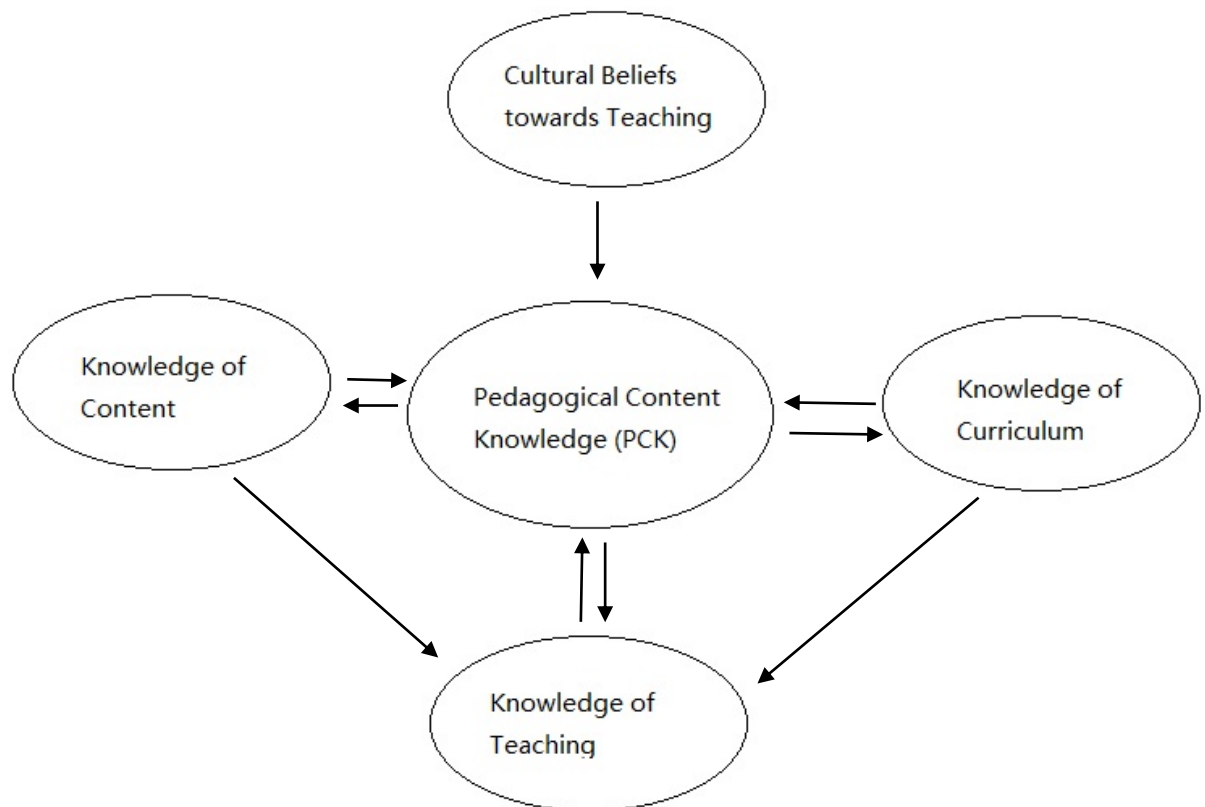 Cultural Beliefs
towards Teaching
Knowledge of
Content
Pedagogical Content
Knowledge (PCK)
Knowledge of
Curriculum
Knowledge of
Teaching